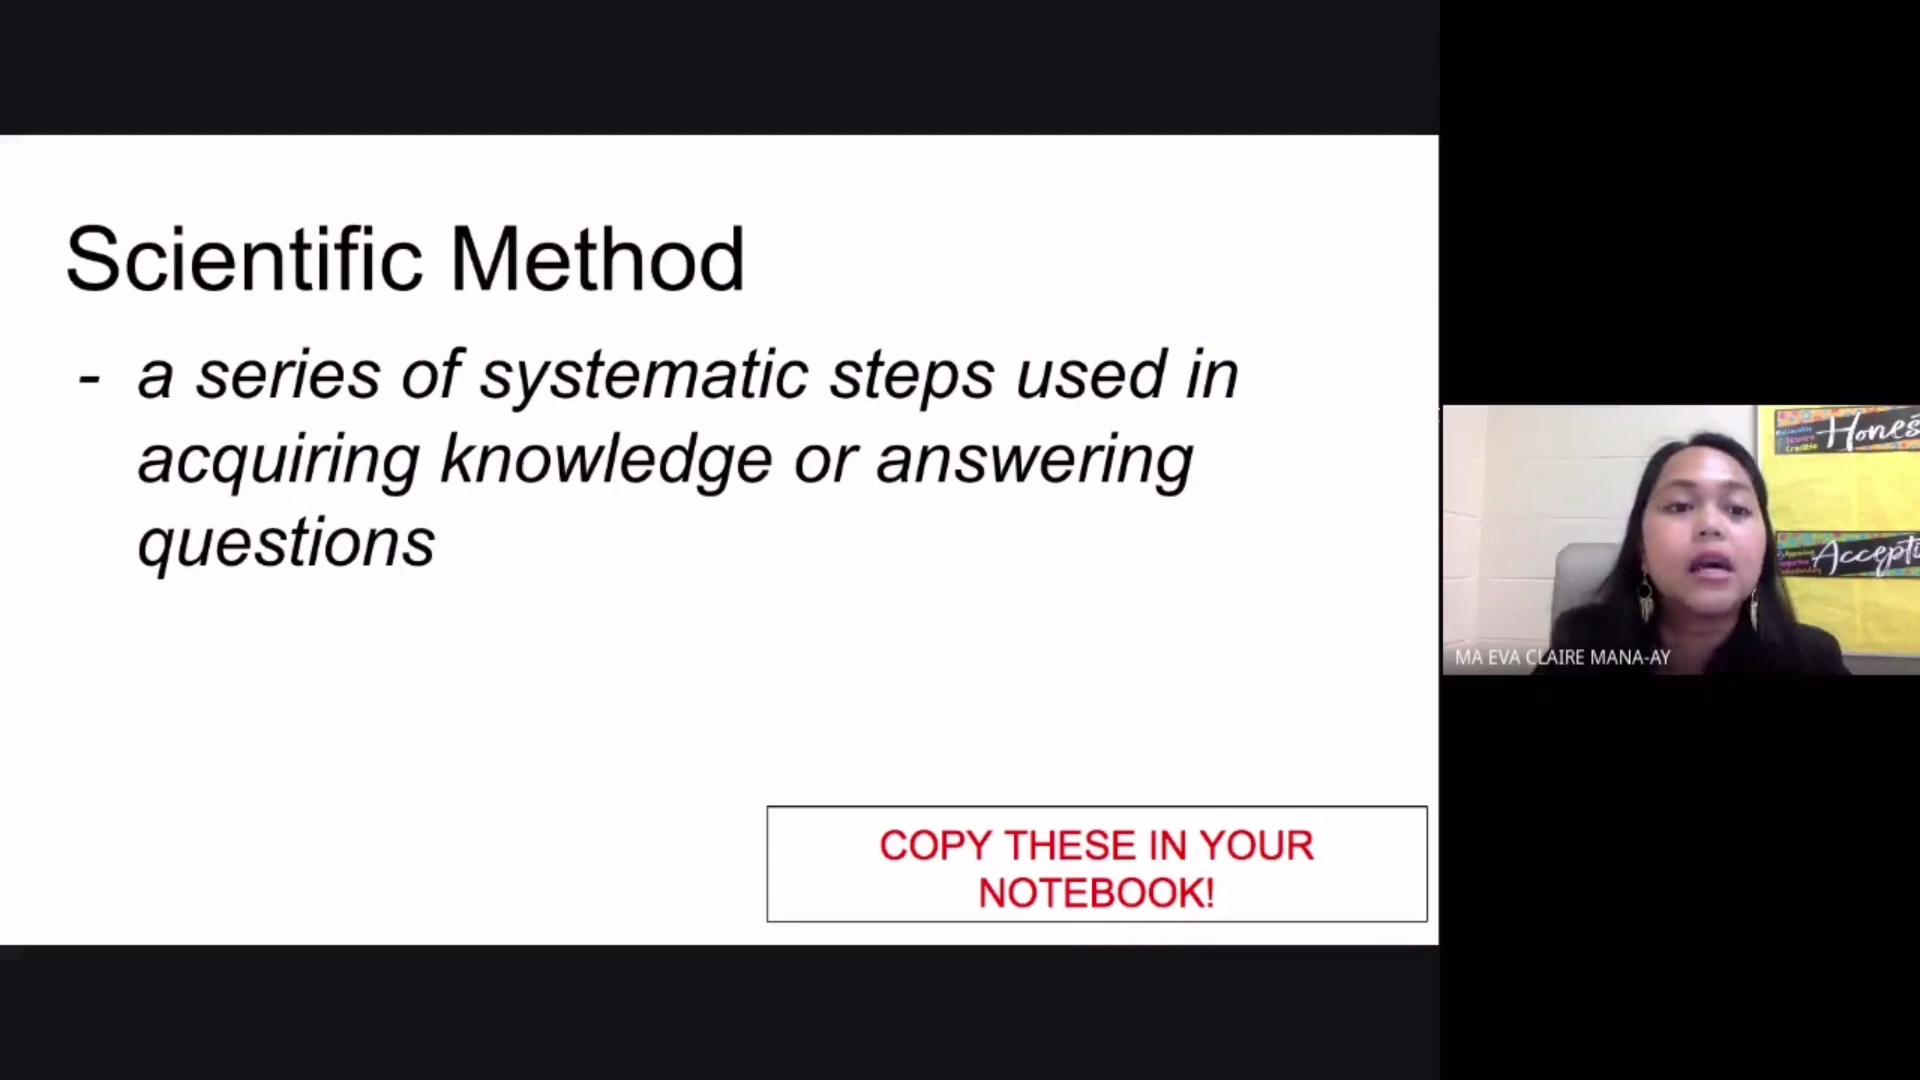 Scientific Method
- a series of systematic steps used in
acquiring knowledge or answering
questions
COPY THESE IN YOUR
NOTEBOOK!
MA EVA CLAIRE MANA-AY